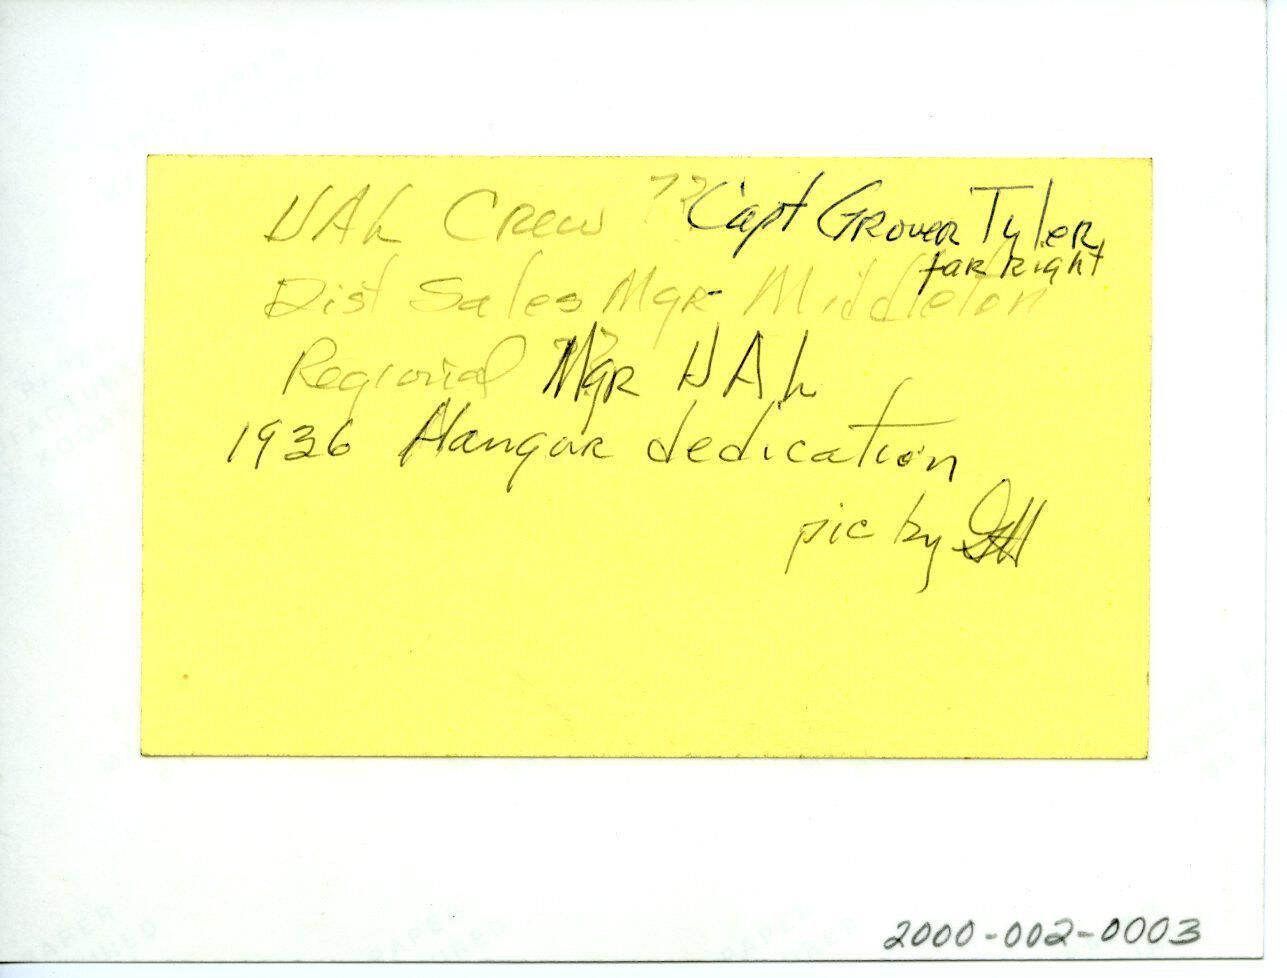 UAL Crew ?? Capt Grover Tyler,
far right
Dist Sales Mgr Middleton
Regional Mgr UAL
1936 Hangar dedication
pic by
2000-002-0003